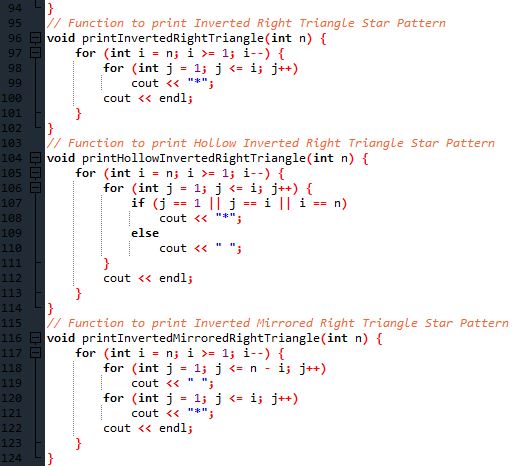 94 }
95 // Function to print Inverted Right Triangle Star Pattern
96 void printInvertedRightTriangle(int n) {
97     for (int i = n; i >= 1; i--) {
98         for (int j = 1; j <= i; j++)
99             cout << "*";
100         cout << endl;
101     }
102 }
103 // Function to print Hollow Inverted Right Triangle Star Pattern
104 void printHollowInvertedRightTriangle(int n) {
105     for (int i = n; i >= 1; i--) {
106         for (int j = 1; j <= i; j++) {
107             if (j == 1 || j == i || i == n)
108                 cout << "*";
109             else
110                 cout << " ";
111         }
112         cout << endl;
113     }
114 }
115 // Function to print Inverted Mirrored Right Triangle Star Pattern
116 void printInvertedMirroredRightTriangle(int n) {
117     for (int i = n; i >= 1; i--) {
118         for (int j = 1; j <= n - i; j++)
119             cout << " ";
120         for (int j = 1; j <= i; j++)
121             cout << "*";
122         cout << endl;
123     }
124 }